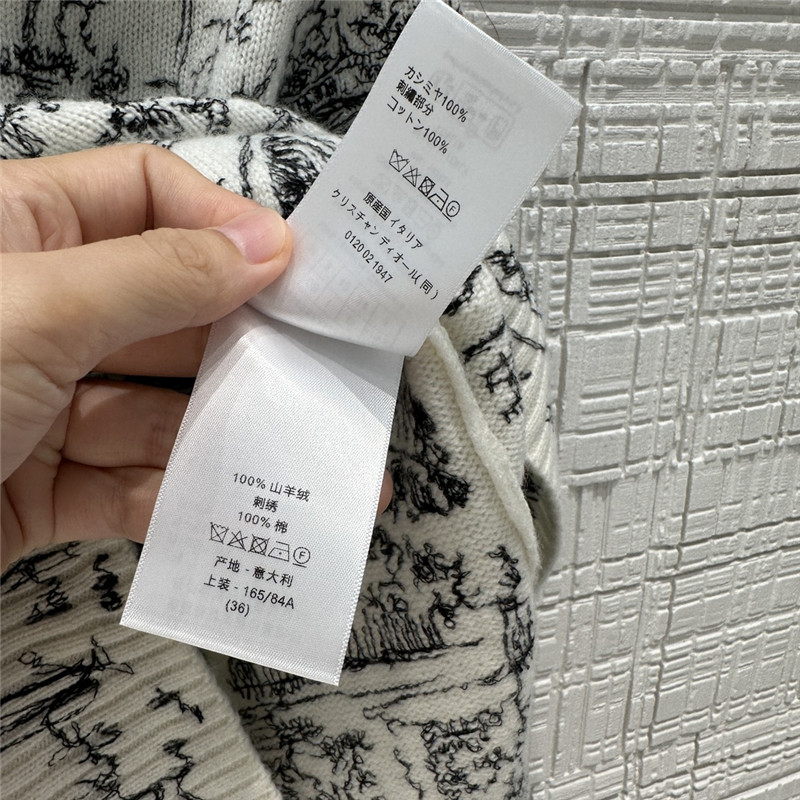 カシミヤ100%
刺繍部分
コットン100%
F
原産国 イタリア
クリスチャンディオール(同)
0120 02 1947
100% 山羊绒
刺绣
100% 棉
F
产地 - 意大利
上装 - 165/84A
(36)